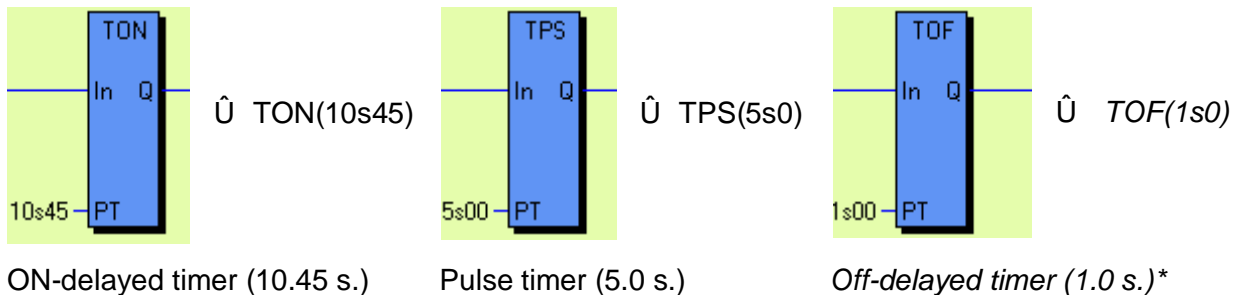 TON
In Q
10s45 PT
Û TON(10s45)
TPS
In Q
5s00 PT
Û TPS(5s0)
TOF
In Q
1s00 PT
Û TOF(1s0)
ON-delayed timer (10.45 s.)
Pulse timer (5.0 s.)
Off-delayed timer (1.0 s.)*